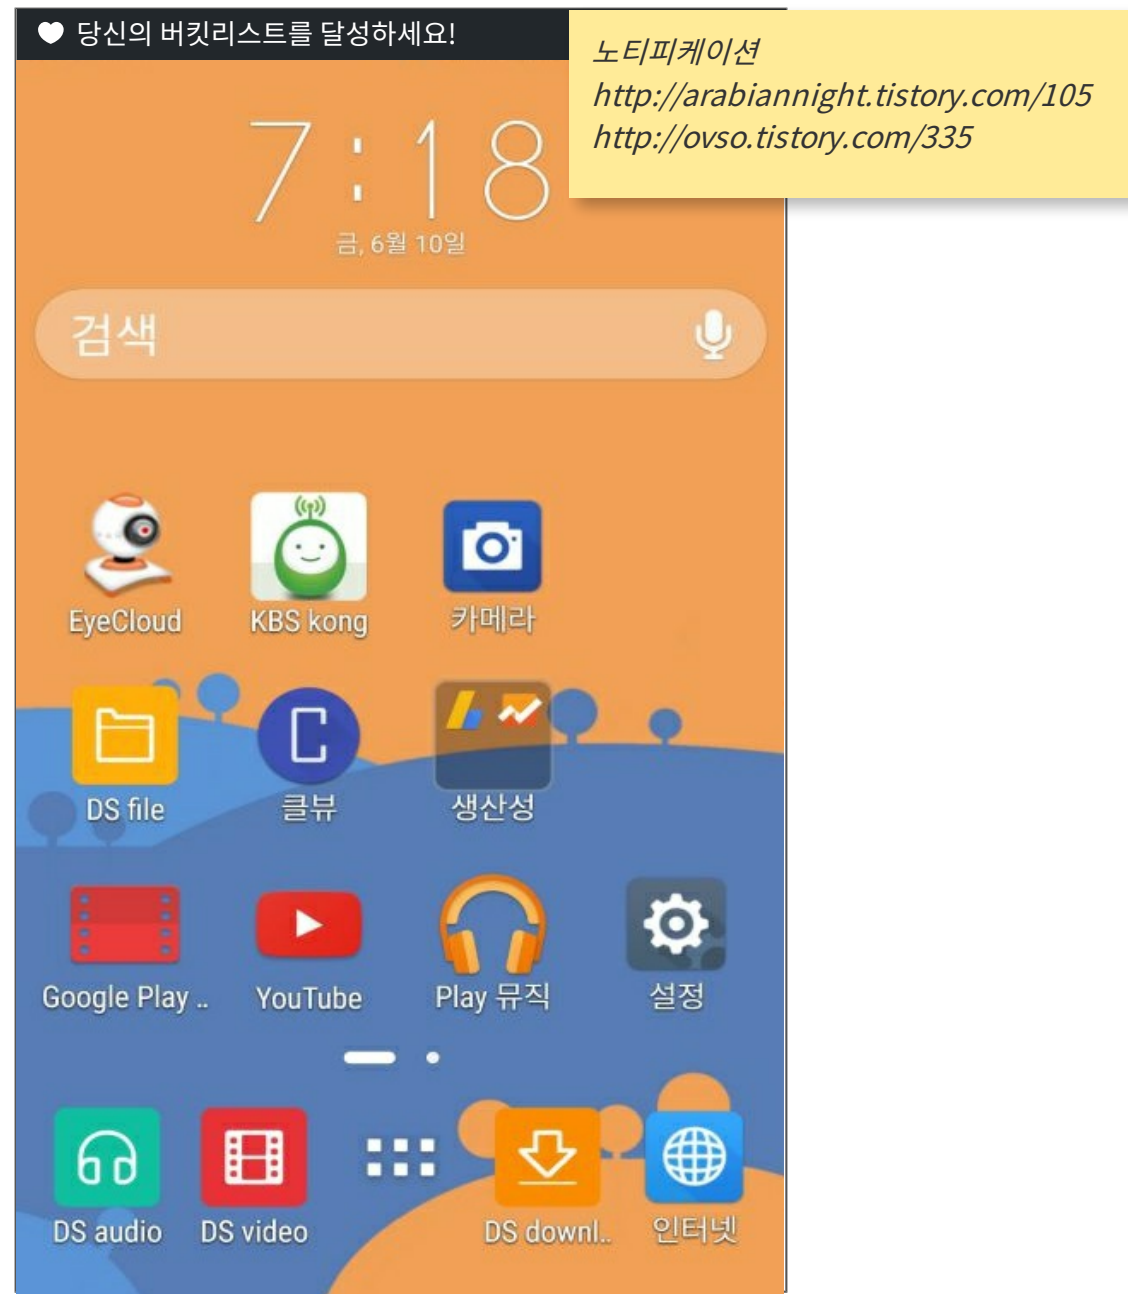 당신의 버킷리스트를 달성하세요!
노티피케이션
http://arabiannight.tistory.com/105
http://ovso.tistory.com/335
7:18
금, 6월 10일
검색
EyeCloud
KBS kong
카메라
DS file
클뷰
생산성
Google Play ..
YouTube
Play 뮤직
설정
DS audio
DS video
DS downl..
인터넷